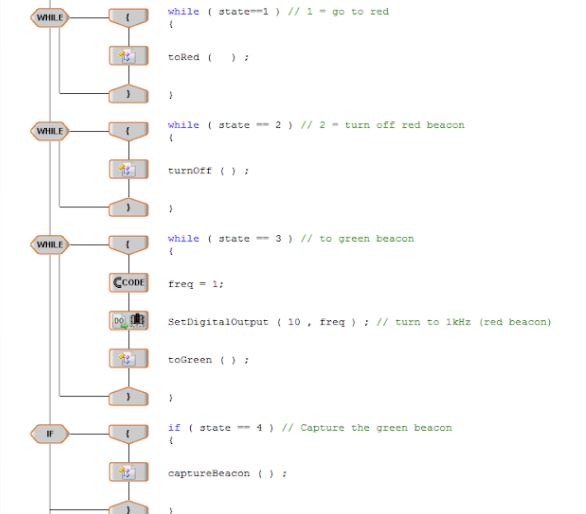 WHILE { while ( state==1 ) // 1 = go to red
{
toRed ( ) ;
} }
WHILE { while ( state == 2 ) // 2 = turn off red beacon
{
turnOff ( ) ;
} }
WHILE { while ( state == 3 ) // to green beacon
{
CCODE freq = 1;
DO SetDigitalOutput ( 10 , freq ) ; // turn to 1kHz (red beacon)
toGreen ( ) ;
} }
IF { if ( state == 4 ) // Capture the green beacon
{
captureBeacon ( ) ;
} }